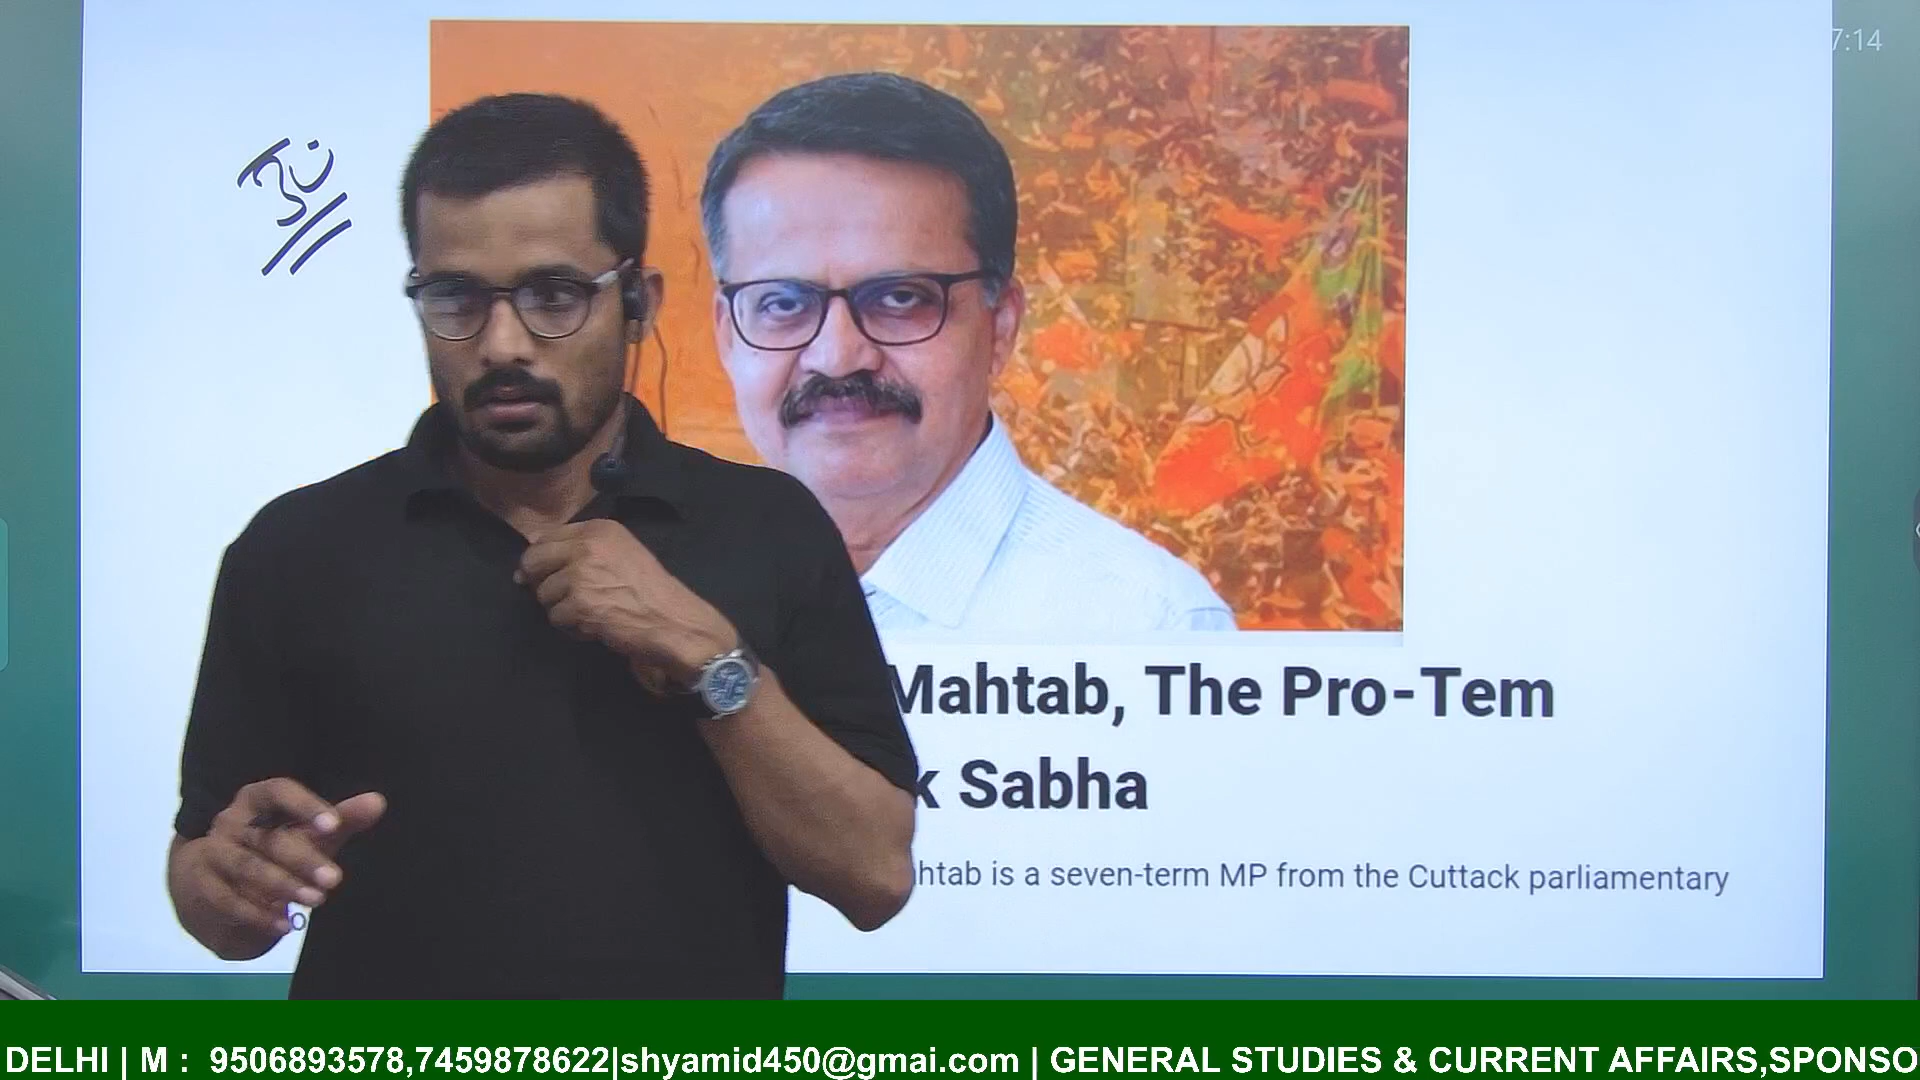 7:14
Mahtab, The Pro-Tem
k Sabha
htab is a seven-term MP from the Cuttack parliamentary
DELHI | M : 9506893578,7459878622|shyamid450@gmai.com | GENERAL STUDIES & CURRENT AFFAIRS,SPONSO